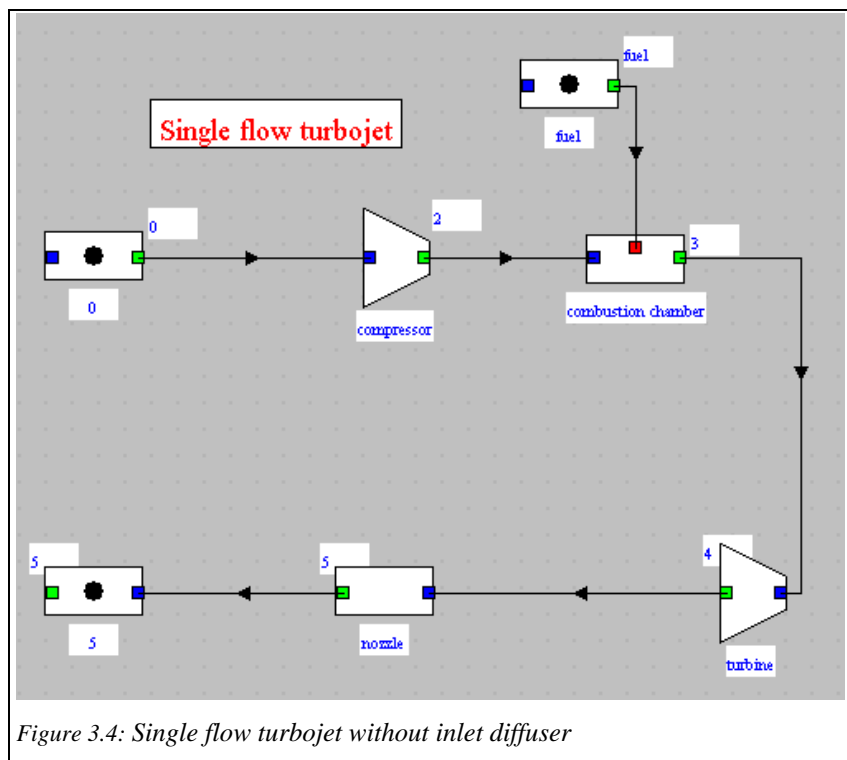 fuel
fuel
Single flow turbojet
0
0
2
compressor
3
combustion chamber
5
5
5
nozzle
4
turbine
Figure 3.4: Single flow turbojet without inlet diffuser